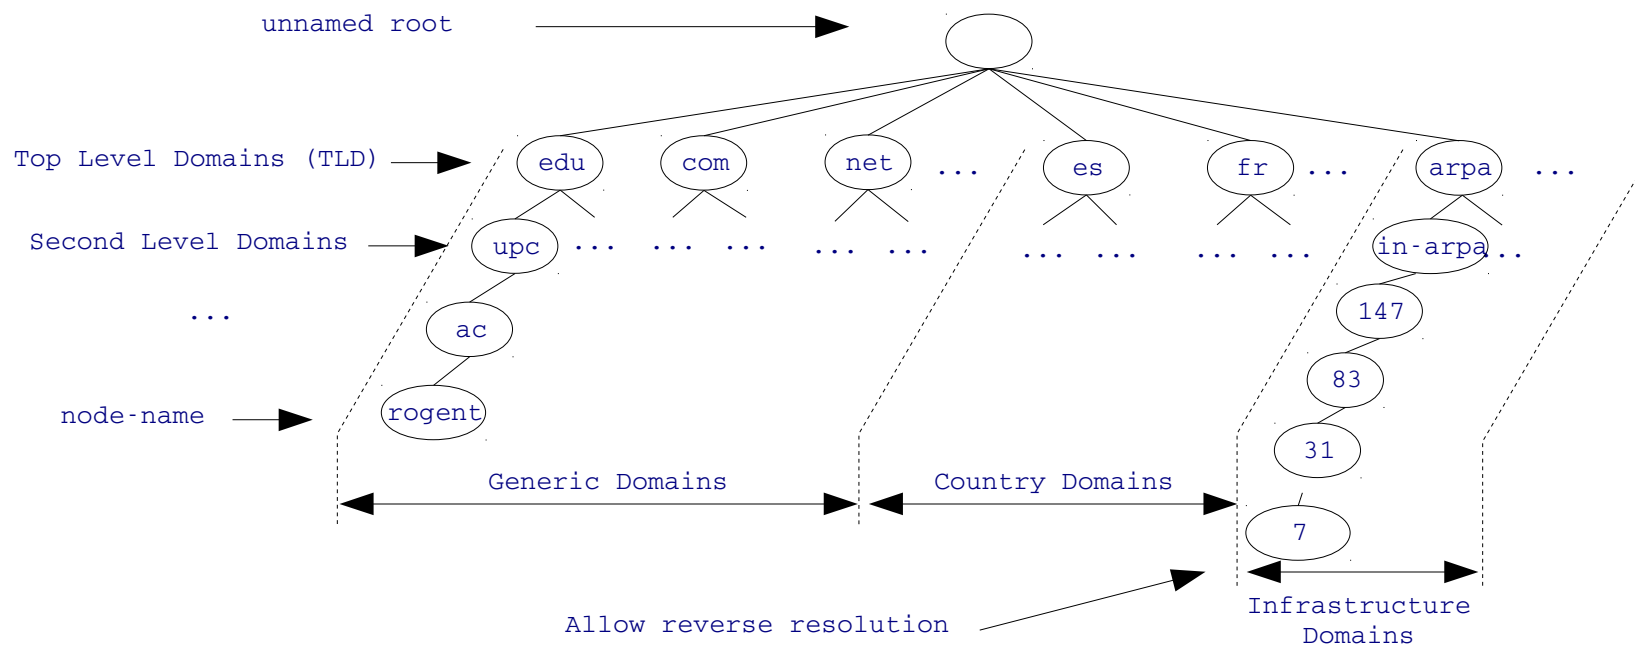 unnamed root
Top Level Domains (TLD)
edu
com
net
...
es
fr
...
arpa
...
Second Level Domains
upc
...
...
...
...
...
...
...
...
...
in-arpa
...
...
ac
147
83
node-name
rogent
31
Generic Domains
Country Domains
7
Allow reverse resolution
Infrastructure
Domains